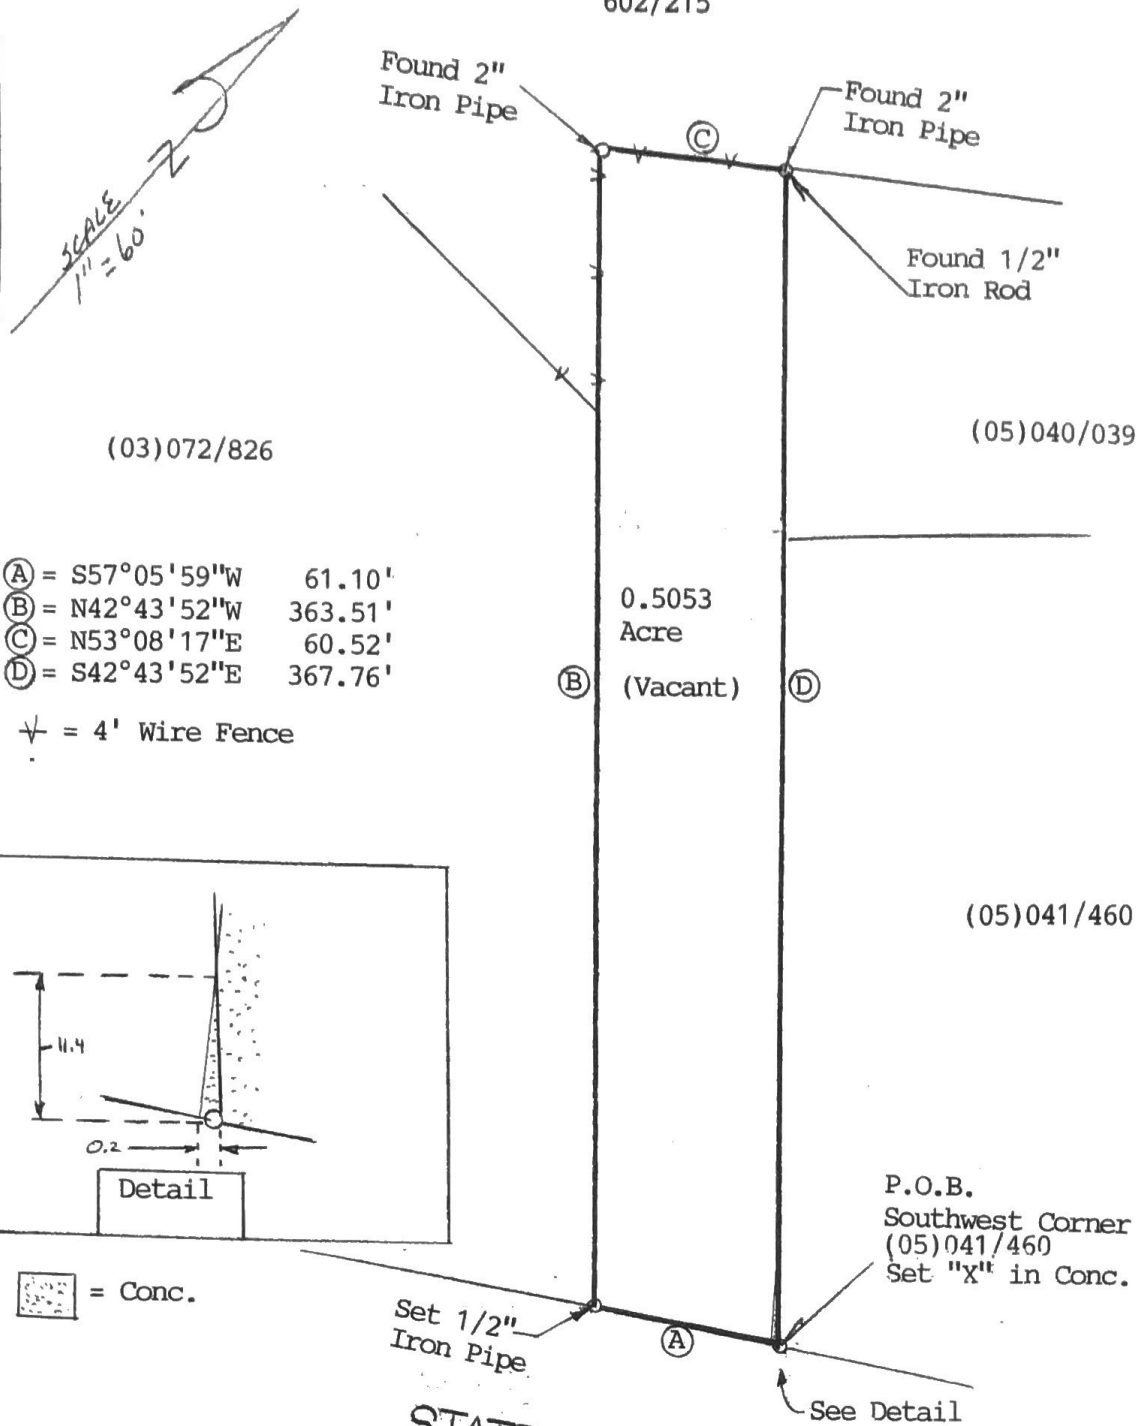 602/215
Found 2"
Iron Pipe
Found 2"
Iron Pipe
C
N
SCALE
1" = 60'
Found 1/2"
Iron Rod
(03)072/826
(05)040/039
A = S57°05'59"W 61.10'
B = N42°43'52"W 363.51'
C = N53°08'17"E 60.52'
D = S42°43'52"E 367.76'
0.5053
Acre
(Vacant)
B
D
= 4' Wire Fence
(05)041/460
11.4
0.2
Detail
P.O.B.
Southwest Corner
(05)041/460
Set "X" in Conc.
= Conc.
Set 1/2"
Iron Pipe
A
See Detail